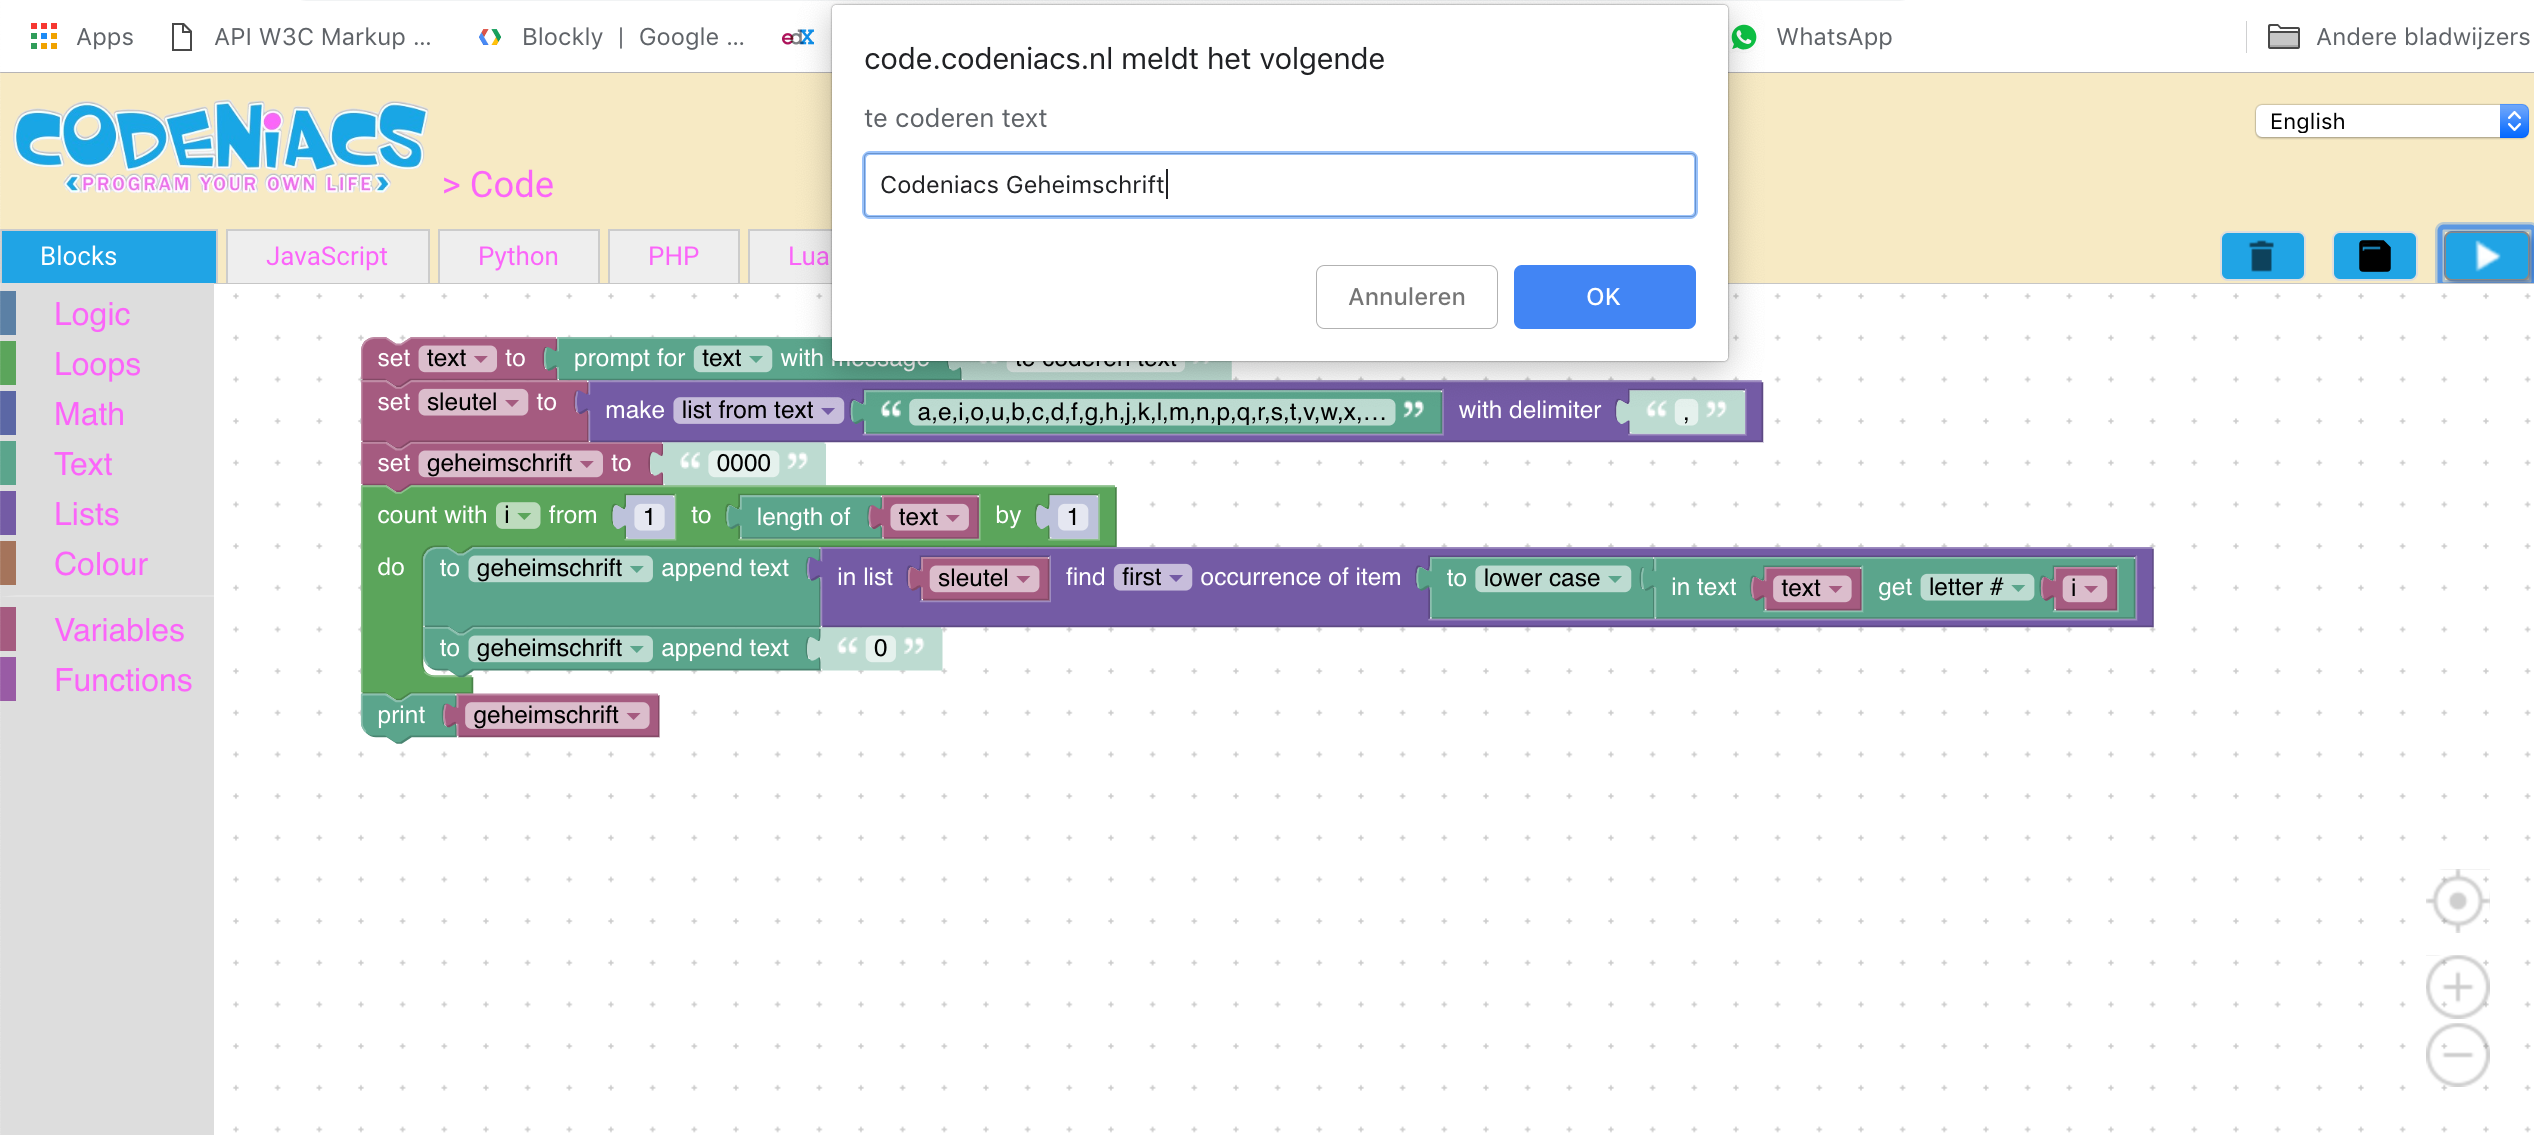 Apps
API W3C Markup ...
Blockly | Google ...
edX
WhatsApp
Andere bladwijzers
code.codeniacs.nl meldt het volgende
te coderen text
Codeniacs Geheimschrift
Annuleren
OK
CODENiACS
<PROGRAM YOUR OWN LIFE>
> Code
English
Blocks
JavaScript
Python
PHP
Lua
Logic
Loops
Math
Text
Lists
Colour
Variables
Functions
set text to prompt for text with message “ te coderen text ”
set sleutel to make list from text “ a,e,i,o,u,b,c,d,f,g,h,j,k,l,m,n,p,q,r,s,t,v,w,x,... ” with delimiter “ , ”
set geheimschrift to “ 0000 ”
count with i from 1 to length of text by 1
do to geheimschrift append text in list sleutel find first occurrence of item to lower case in text text get letter # i
to geheimschrift append text “ 0 ”
print geheimschrift